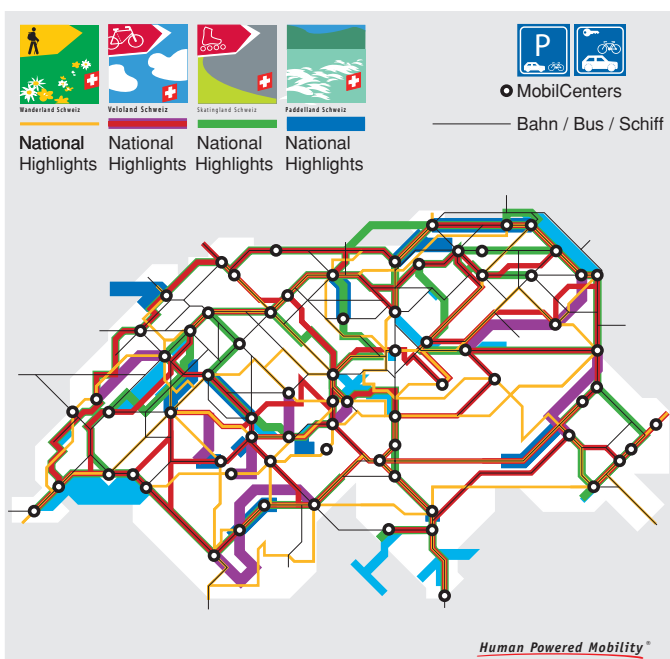 Wanderland Schweiz
Veloland Schweiz
Skatingland Schweiz
Paddelland Schweiz
National
Highlights
National
Highlights
National
Highlights
National
Highlights
P
MobilCenters
Bahn / Bus / Schiff
Human Powered Mobility®